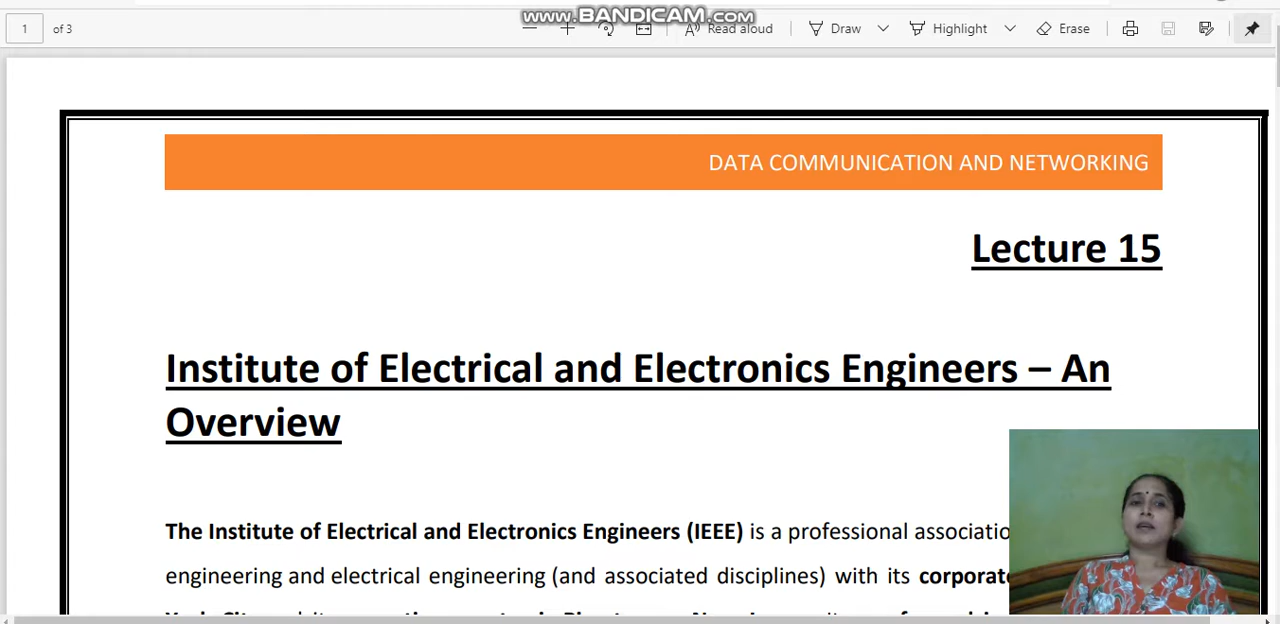 www.BANDICAM.com
1 of 3
Read aloud
Draw
Highlight
Erase
DATA COMMUNICATION AND NETWORKING
Lecture 15
Institute of Electrical and Electronics Engineers – An
Overview
The Institute of Electrical and Electronics Engineers (IEEE) is a professional
engineering and electrical engineering (and associated disciplines) with its